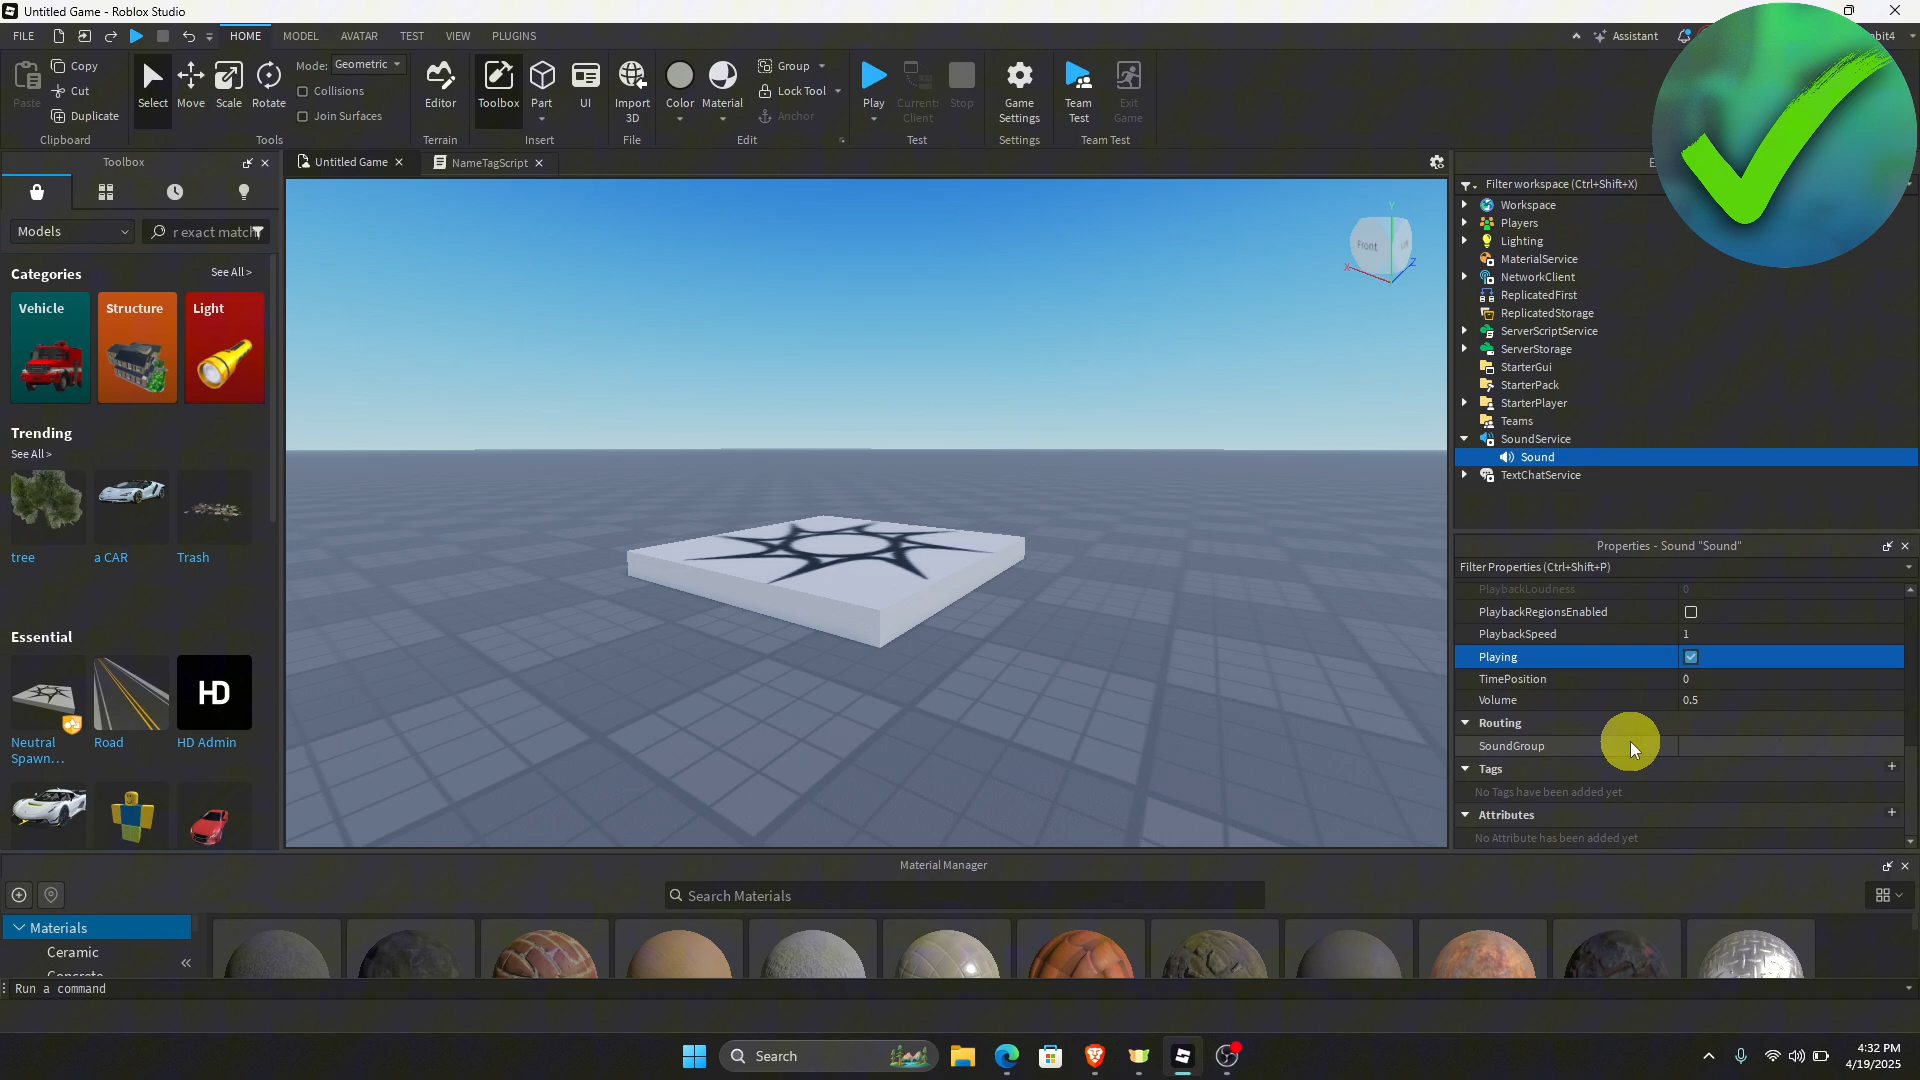 Untitled Game - Roblox Studio
FILE
HOME
MODEL
AVATAR
TEST
VIEW
PLUGINS
Assistant
Paste
Copy
Cut
Duplicate
Clipboard
Select
Move
Scale
Rotate
Mode: Geometric
Collisions
Join Surfaces
Tools
Editor
Terrain
Toolbox
Part
UI
Insert
Import 3D
File
Color
Material
Group
Lock Tool
Anchor
Edit
Play
Current: Client
Stop
Test
Game Settings
Settings
Team Test
Exit Game
Team Test
Toolbox
Untitled Game
NameTagScript
Models
r exact match
Categories
See All >
Vehicle
Structure
Light
Trending
See All >
tree
a CAR
Trash
Essential
HD
Neutral Spawn...
Road
HD Admin
Front
Y
X
Z
Filter workspace (Ctrl+Shift+X)
Workspace
Players
Lighting
MaterialService
NetworkClient
ReplicatedFirst
ReplicatedStorage
ServerScriptService
ServerStorage
StarterGui
StarterPack
StarterPlayer
Teams
SoundService
Sound
TextChatService
Properties - Sound "Sound"
Filter Properties (Ctrl+Shift+P)
PlaybackLoudness 0
PlaybackRegionsEnabled
PlaybackSpeed 1
Playing
TimePosition 0
Volume 0.5
Routing
SoundGroup
Tags
No Tags have been added yet
Attributes
No Attribute has been added yet
Material Manager
Search Materials
Materials
Ceramic
Concrete
Run a command
Search
4:32 PM
4/19/2025